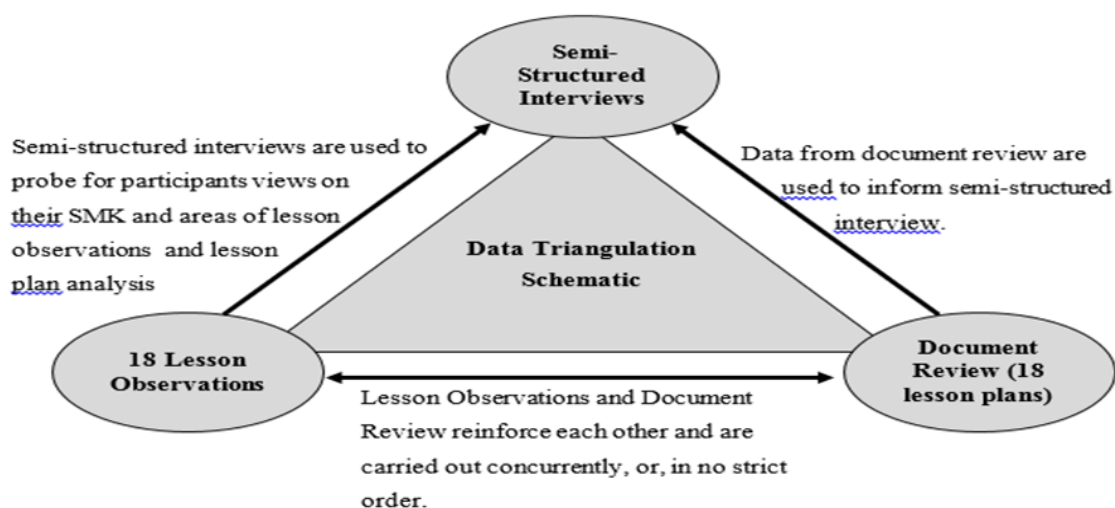 Semi-
Structured
Interviews
Semi-structured interviews are used to
probe for participants views on
their SMK and areas of lesson
observations and lesson
plan analysis
Data from document review are
used to inform semi-structured
interview.
Data Triangulation
Schematic
18 Lesson
Observations
Document
Review (18
lesson plans)
Lesson Observations and Document
Review reinforce each other and are
carried out concurrently, or, in no strict
order.